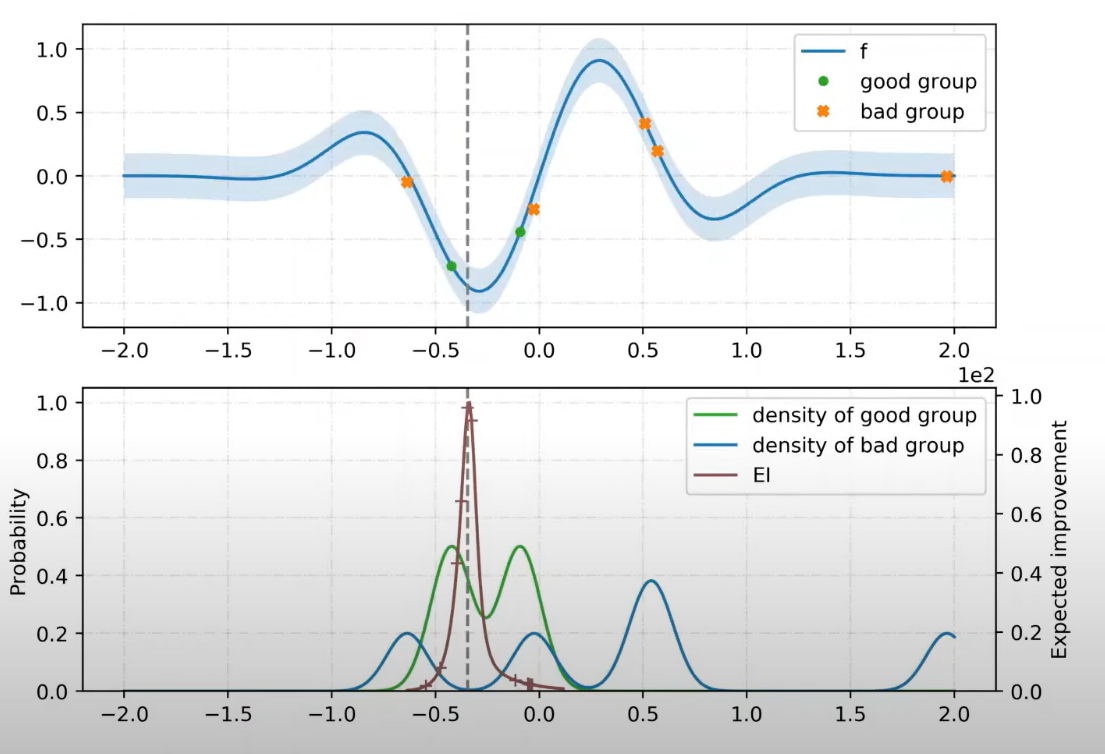 1.0
0.5
0.0
−0.5
−1.0
f
good group
bad group
−2.0 −1.5 −1.0 −0.5 0.0 0.5 1.0 1.5 2.0
1e2
1.0
0.8
0.6
0.4
0.2
0.0
Probability
density of good group
density of bad group
EI
1.0
0.8
0.6
0.4
0.2
0.0
Expected improvement
−2.0 −1.5 −1.0 −0.5 0.0 0.5 1.0 1.5 2.0